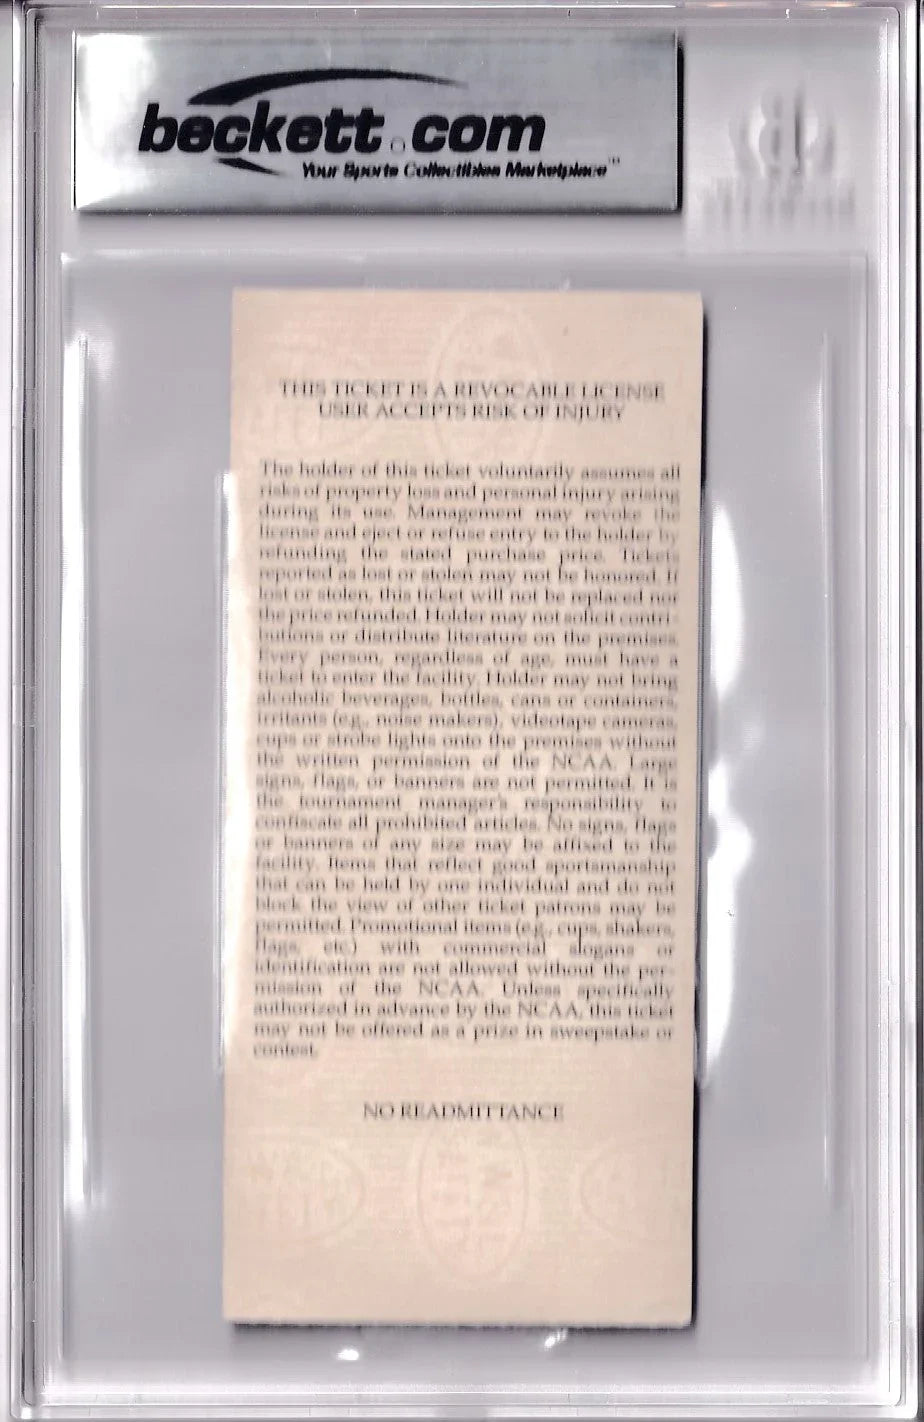 beckett.com
Your Sports Collectibles Marketplace™
THIS TICKET IS A REVOCABLE LICENSE
USER ACCEPTS RISK OF INJURY
The holder of this ticket voluntarily assumes all
risks of property loss and personal injury arising
during its use. Management may revoke the
license and eject or refuse entry to the holder by
refunding the stated purchase price. Tickets
reported as lost or stolen may not be honored. If
lost or stolen, this ticket will not be replaced nor
the price refunded. Holder may not solicit contri-
butions or distribute literature on the premises.
Every person, regardless of age, must have a
ticket to enter the facility. Holder may not bring
alcoholic beverages, bottles, cans or containers,
irritants (e.g., noise makers), videotape cameras,
cups or strobe lights onto the premises without
the written permission of the NCAA. Large
signs, flags, or banners are not permitted. It is
the tournament manager's responsibility to
confiscate all prohibited articles. No signs, flags
or banners of any size may be affixed to the
facility. Items that reflect good sportsmanship
that can be held by one individual and do not
block the view of other ticket patrons may be
permitted. Promotional items (e.g., cups, shakers,
flags, etc.) with commercial slogans or
identification are not allowed without the per-
mission of the NCAA. Unless specifically
authorized in advance by the NCAA, this ticket
may not be offered as a prize in sweepstake or
contest.
NO READMITTANCE